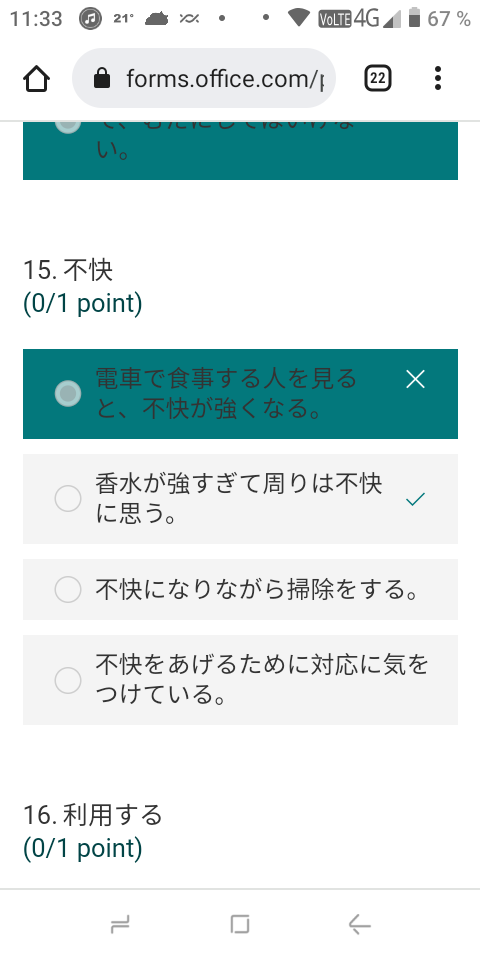 11:33 21° VoLTE 4G 67 %
forms.office.com/p
22
い。
15. 不快
(0/1 point)
電車で食事する人を見る
と、不快が強くなる。
香水が強すぎて周りは不快
に思う。
不快になりながら掃除をする。
不快をあげるために対応に気を
つけている。
16. 利用する
(0/1 point)